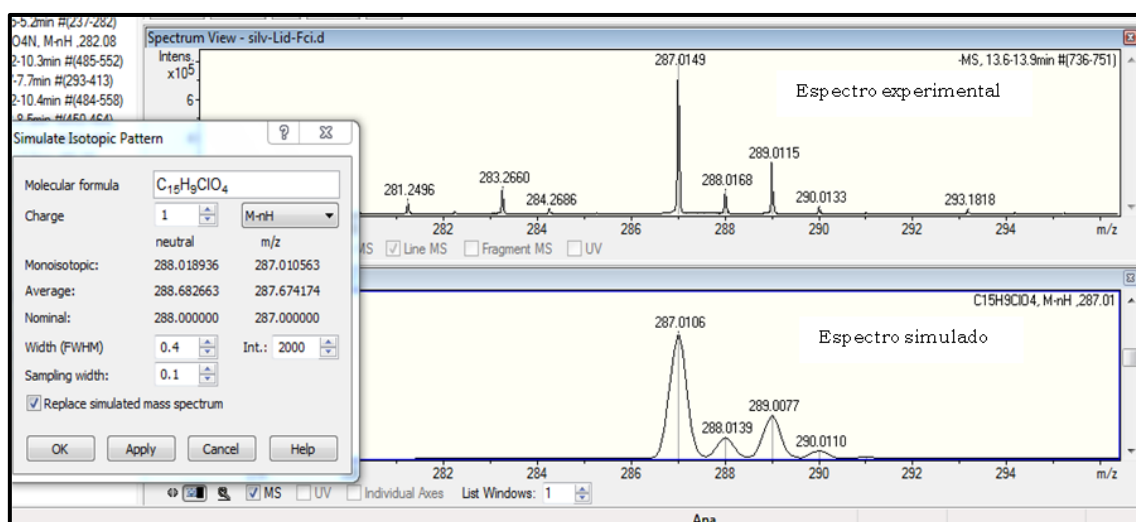 5-5.2min #(237-282)
O4N, M-nH ,282.08
2-10.3min #(485-552)
-7.7min #(293-413)
2-10.4min #(484-558)
Spectrum View - silv-Lid-Fci.d
Intens.
x10⁵
6
287.0149
-MS, 13.6-13.9min #(736-751)
Espectro experimental
289.0115
283.2660
281.2496
288.0168
284.2686
290.0133
293.1818
282
284
286
288
290
292
294
m/z
MS
Line MS
Fragment MS
UV
Simulate Isotopic Pattern
Molecular formula C₁₅H₉ClO₄
Charge 1 M-nH
neutral m/z
Monoisotopic: 288.018936 287.010563
Average: 288.682663 287.674174
Nominal: 288.000000 287.000000
Width (FWHM) 0.4 Int.: 2000
Sampling width: 0.1
Replace simulated mass spectrum
OK Apply Cancel Help
C15H9ClO4, M-nH ,287.01
287.0106
Espectro simulado
289.0077
288.0139
290.0110
282 284 286 288 290 292 294 m/z
MS UV Individual Axes List Windows: 1